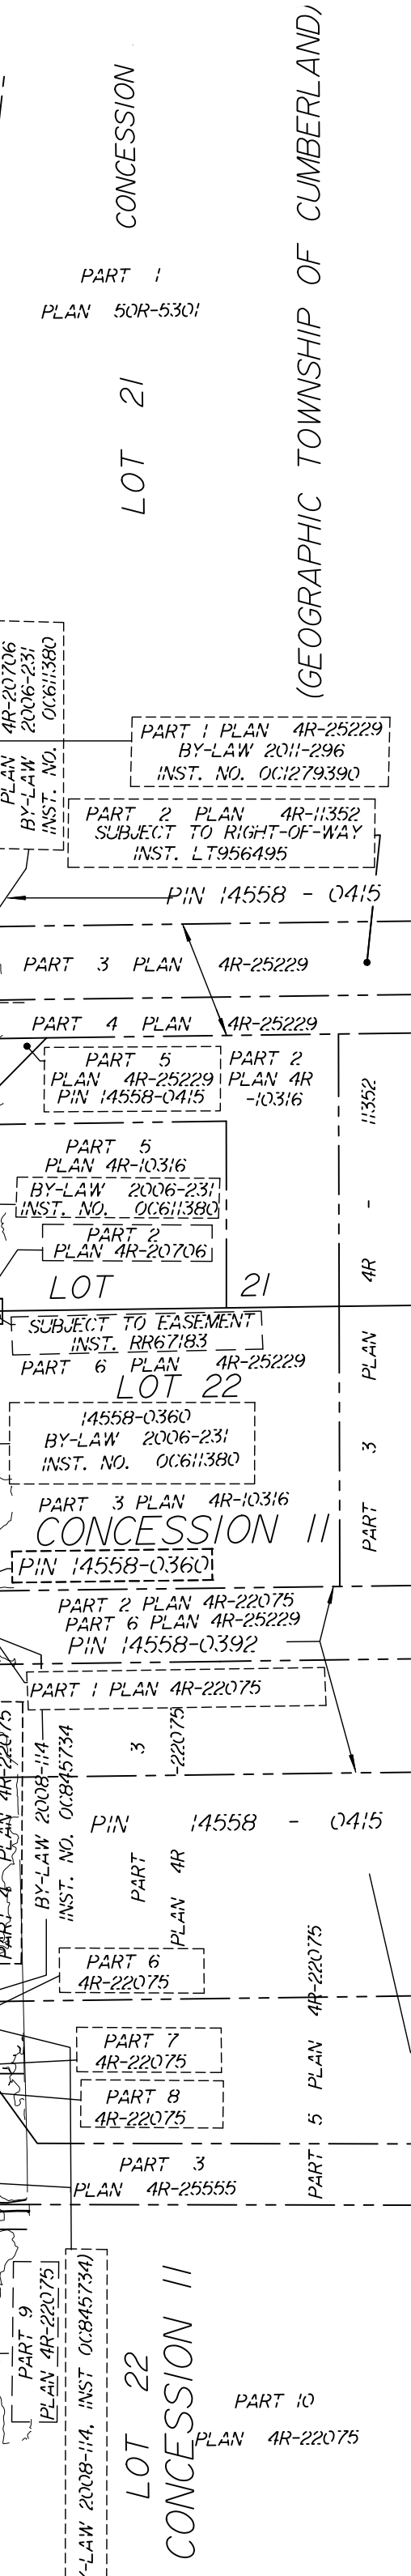 CONCESSION
(GEOGRAPHIC TOWNSHIP OF CUMBERLAND)
PART 1
PLAN 50R-5301
LOT 21
PLAN 4R-20706
BY-LAW 2006-231
INST. NO. OC611380
PART 1 PLAN 4R-25229
BY-LAW 2011-296
INST. NO. OC1279390
PART 2 PLAN 4R-11352
SUBJECT TO RIGHT-OF-WAY
INST. LT956495
PIN 14558 - 0415
PART 3 PLAN 4R-25229
PART 4 PLAN 4R-25229
PART 5
PLAN 4R-25229
PIN 14558-0415
PART 2
PLAN 4R
-10316
PART 3 PLAN 4R - 11352
PART 5
PLAN 4R-10316
BY-LAW 2006-231
INST. NO. OC611380
PART 2
PLAN 4R-20706
LOT 21
SUBJECT TO EASEMENT
INST. RR67183
PART 6 PLAN 4R-25229
LOT 22
14558-0360
BY-LAW 2006-231
INST. NO. OC611380
PART 3 PLAN 4R-10316
CONCESSION 11
PIN 14558-0360
PART 2 PLAN 4R-22075
PART 6 PLAN 4R-25229
PIN 14558-0392
PART 1 PLAN 4R-22075
PART 4 PLAN 4R-22075
BY-LAW 2008-114
INST. NO. OC845734
PART 3
PLAN 4R-22075
PIN 14558 - 0415
PART 5 PLAN 4R-22075
PART 6
4R-22075
PART 7
4R-22075
PART 8
4R-22075
PART 3
PLAN 4R-25555
PART 9
PLAN 4R-22075
Y-LAW 2008-114, INST OC845734)
LOT 22
CONCESSION 11
PART 10
PLAN 4R-22075